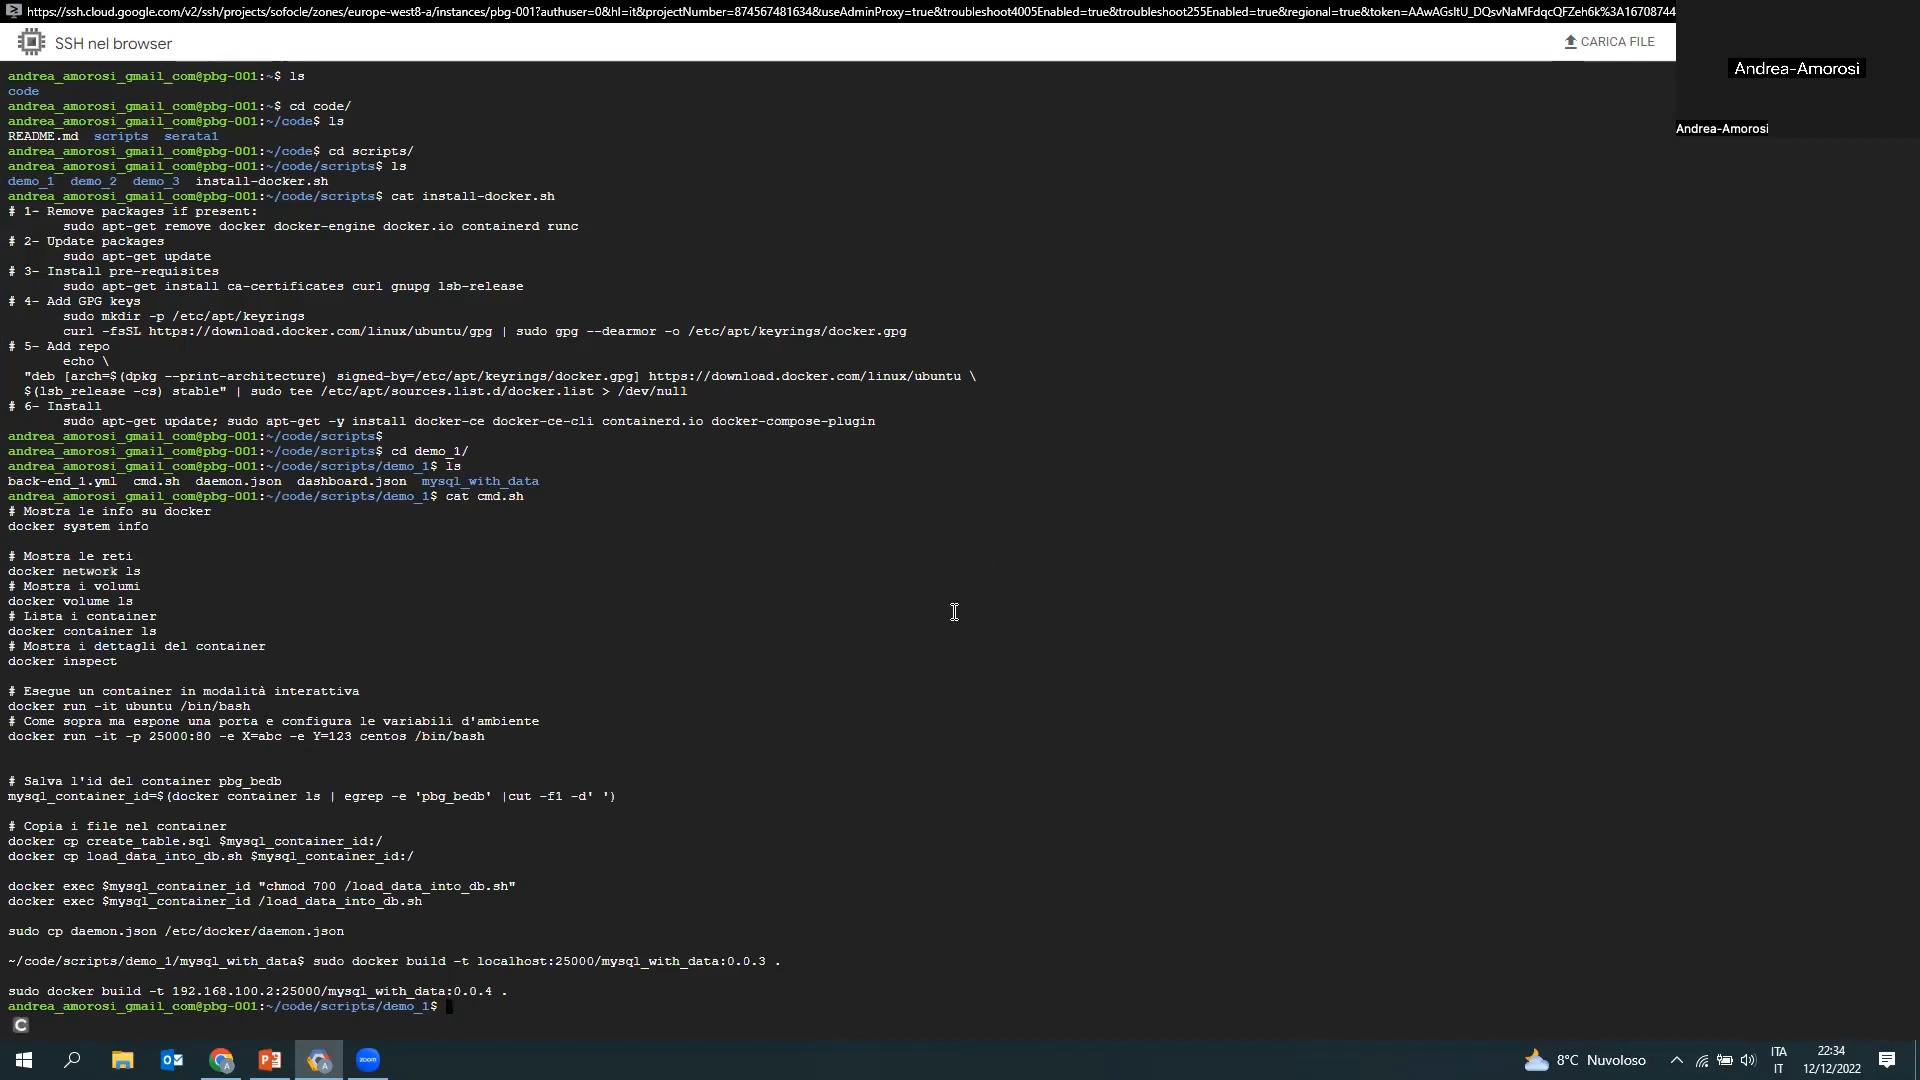 https://ssh.cloud.google.com/v2/ssh/projects/sofocle/zones/europe-west8-a/instances/pbg-001?authuser=0&hl=it&projectNumber=874567481634&useAdminProxy=true&troubleshoot4005Enabled=true&troubleshoot255Enabled=true&regional=true&token=AAwAGsltU_DQsvNaMFdqcQFZeh6k%3A16708744
SSH nel browser
CARICA FILE
Andrea-Amorosi
Andrea-Amorosi
andrea_amorosi_gmail_com@pbg-001:~$ ls
code
andrea_amorosi_gmail_com@pbg-001:~$ cd code/
andrea_amorosi_gmail_com@pbg-001:~/code$ ls
README.md  scripts  serata1
andrea_amorosi_gmail_com@pbg-001:~/code$ cd scripts/
andrea_amorosi_gmail_com@pbg-001:~/code/scripts$ ls
demo_1  demo_2  demo_3  install-docker.sh
andrea_amorosi_gmail_com@pbg-001:~/code/scripts$ cat install-docker.sh
# 1- Remove packages if present:
sudo apt-get remove docker docker-engine docker.io containerd runc
# 2- Update packages
sudo apt-get update
# 3- Install pre-requisites
sudo apt-get install ca-certificates curl gnupg lsb-release
# 4- Add GPG keys
sudo mkdir -p /etc/apt/keyrings
curl -fsSL https://download.docker.com/linux/ubuntu/gpg | sudo gpg --dearmor -o /etc/apt/keyrings/docker.gpg
# 5- Add repo
echo \
"deb [arch=$(dpkg --print-architecture) signed-by=/etc/apt/keyrings/docker.gpg] https://download.docker.com/linux/ubuntu \
$(lsb_release -cs) stable" | sudo tee /etc/apt/sources.list.d/docker.list > /dev/null
# 6- Install
sudo apt-get update; sudo apt-get -y install docker-ce docker-ce-cli containerd.io docker-compose-plugin
andrea_amorosi_gmail_com@pbg-001:~/code/scripts$
andrea_amorosi_gmail_com@pbg-001:~/code/scripts$ cd demo_1/
andrea_amorosi_gmail_com@pbg-001:~/code/scripts/demo_1$ ls
back-end_1.yml  cmd.sh  daemon.json  dashboard.json  mysql_with_data
andrea_amorosi_gmail_com@pbg-001:~/code/scripts/demo_1$ cat cmd.sh
# Mostra le info su docker
docker system info
# Mostra le reti
docker network ls
# Mostra i volumi
docker volume ls
# Lista i container
docker container ls
# Mostra i dettagli del container
docker inspect
# Esegue un container in modalità interattiva
docker run -it ubuntu /bin/bash
# Come sopra ma espone una porta e configura le variabili d'ambiente
docker run -it -p 25000:80 -e X=abc -e Y=123 centos /bin/bash
# Salva l'id del container pbg_bedb
mysql_container_id=$(docker container ls | egrep -e 'pbg_bedb' |cut -f1 -d' ')
# Copia i file nel container
docker cp create_table.sql $mysql_container_id:/
docker cp load_data_into_db.sh $mysql_container_id:/
docker exec $mysql_container_id "chmod 700 /load_data_into_db.sh"
docker exec $mysql_container_id /load_data_into_db.sh
sudo cp daemon.json /etc/docker/daemon.json
~/code/scripts/demo_1/mysql_with_data$ sudo docker build -t localhost:25000/mysql_with_data:0.0.3 .
sudo docker build -t 192.168.100.2:25000/mysql_with_data:0.0.4 .
andrea_amorosi_gmail_com@pbg-001:~/code/scripts/demo_1$
C
zoom
8°C Nuvoloso
ITA
IT
22:34
12/12/2022